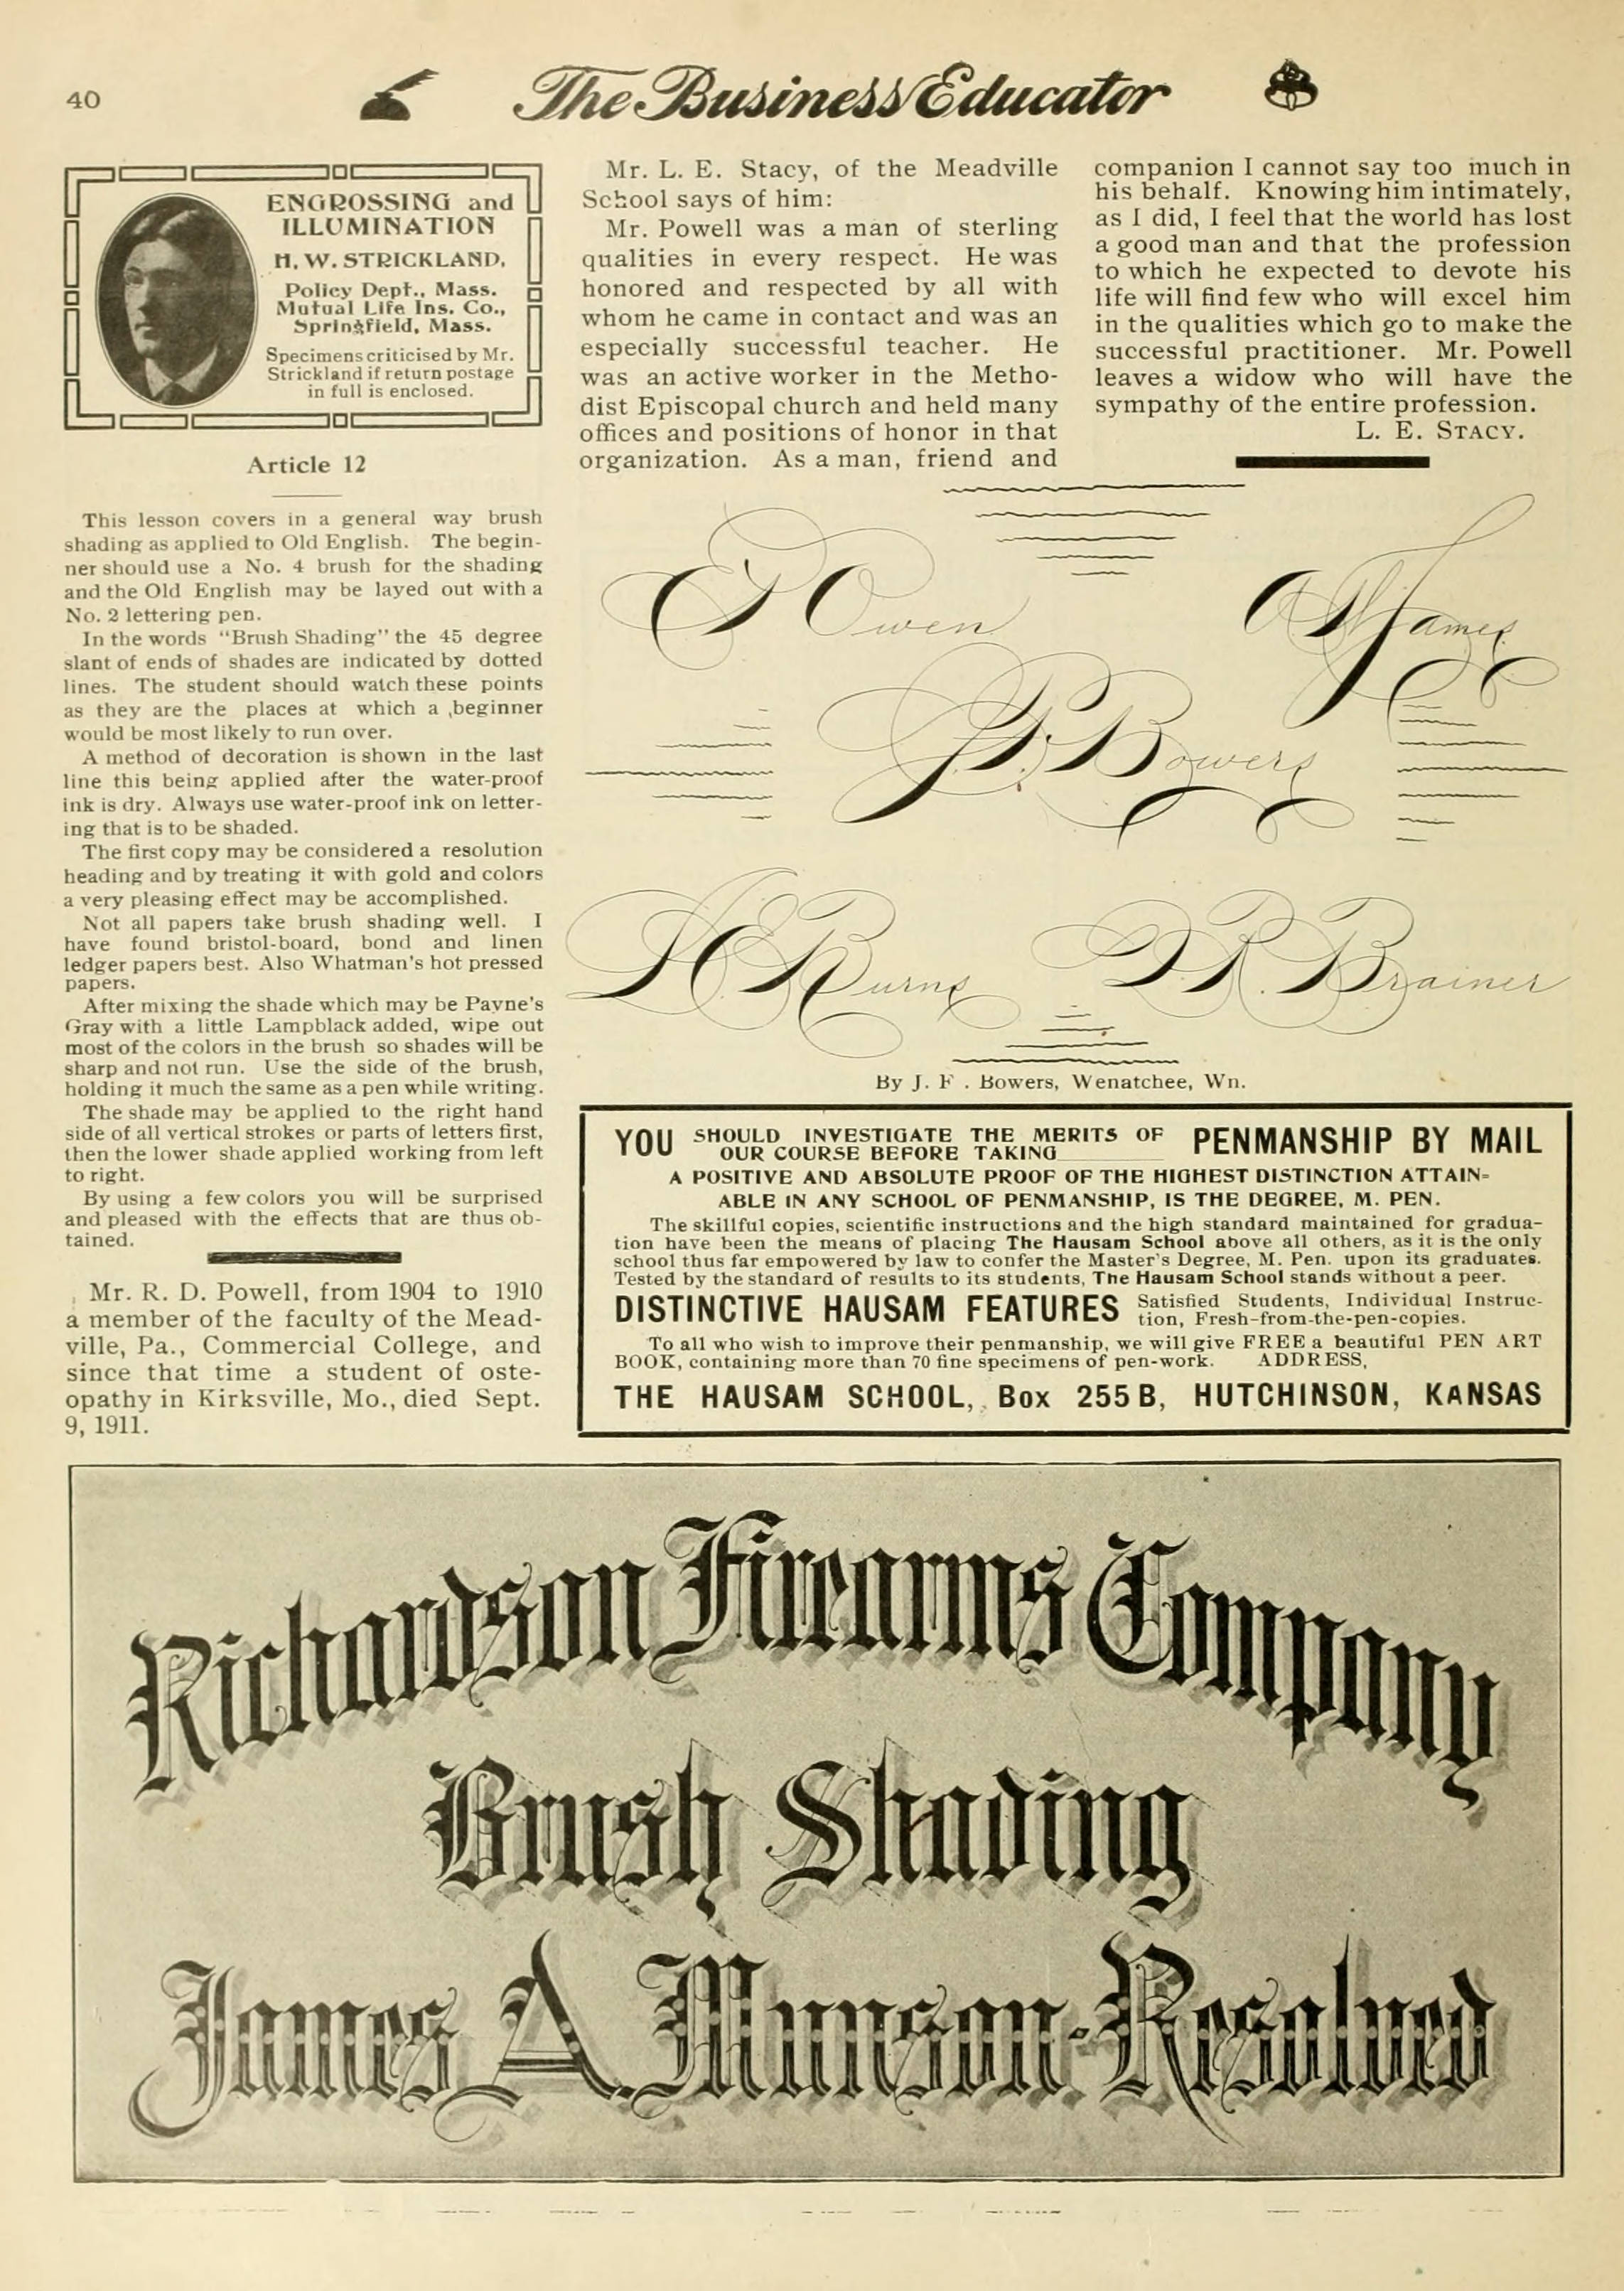 40
The Business Educator
ENGROSSING and
ILLUMINATION
H. W. STRICKLAND,
Policy Dept., Mass.
Mutual Life Ins. Co.,
Springfield, Mass.
Specimens criticised by Mr.
Strickland if return postage
in full is enclosed.
Article 12
This lesson covers in a general way brush
shading as applied to Old English. The begin-
ner should use a No. 4 brush for the shading
and the Old English may be layed out with a
No. 2 lettering pen.
In the words "Brush Shading" the 45 degree
slant of ends of shades are indicated by dotted
lines. The student should watch these points
as they are the places at which a ,beginner
would be most likely to run over.
A method of decoration is shown in the last
line this being applied after the water-proof
ink is dry. Always use water-proof ink on letter-
ing that is to be shaded.
The first copy may be considered a resolution
heading and by treating it with gold and colors
a very pleasing effect may be accomplished.
Not all papers take brush shading well. I
have found bristol-board, bond and linen
ledger papers best. Also Whatman's hot pressed
papers.
After mixing the shade which may be Payne's
Gray with a little Lampblack added, wipe out
most of the colors in the brush so shades will be
sharp and not run. Use the side of the brush,
holding it much the same as a pen while writing.
The shade may be applied to the right hand
side of all vertical strokes or parts of letters first,
then the lower shade applied working from left
to right.
By using a few colors you will be surprised
and pleased with the effects that are thus ob-
tained.
Mr. R. D. Powell, from 1904 to 1910
a member of the faculty of the Mead-
ville, Pa., Commercial College, and
since that time a student of oste-
opathy in Kirksville, Mo., died Sept.
9, 1911.
Mr. L. E. Stacy, of the Meadville
School says of him:
Mr. Powell was a man of sterling
qualities in every respect. He was
honored and respected by all with
whom he came in contact and was an
especially successful teacher. He
was an active worker in the Metho-
dist Episcopal church and held many
offices and positions of honor in that
organization. As a man, friend and
companion I cannot say too much in
his behalf. Knowing him intimately,
as I did, I feel that the world has lost
a good man and that the profession
to which he expected to devote his
life will find few who will excel him
in the qualities which go to make the
successful practitioner. Mr. Powell
leaves a widow who will have the
sympathy of the entire profession.
L. E. STACY.
Owen
James
Bowers
Burns
D. R. Brainer
By J. F . Bowers, Wenatchee, Wn.
YOU SHOULD INVESTIGATE THE MERITS OF OUR COURSE BEFORE TAKING PENMANSHIP BY MAIL
A POSITIVE AND ABSOLUTE PROOF OF THE HIGHEST DISTINCTION ATTAIN-
ABLE IN ANY SCHOOL OF PENMANSHIP, IS THE DEGREE, M. PEN.
The skillful copies, scientific instructions and the high standard maintained for gradua-
tion have been the means of placing The Hausam School above all others, as it is the only
school thus far empowered by law to confer the Master's Degree, M. Pen. upon its graduates.
Tested by the standard of results to its students, The Hausam School stands without a peer.
DISTINCTIVE HAUSAM FEATURES Satisfied Students, Individual Instruc-
tion, Fresh-from-the-pen-copies.
To all who wish to improve their penmanship, we will give FREE a beautiful PEN ART
BOOK, containing more than 70 fine specimens of pen-work. ADDRESS,
THE HAUSAM SCHOOL, Box 255 B, HUTCHINSON, KANSAS
Richardson Firearms Company
Brush Shading
James A. Munson-Resolved